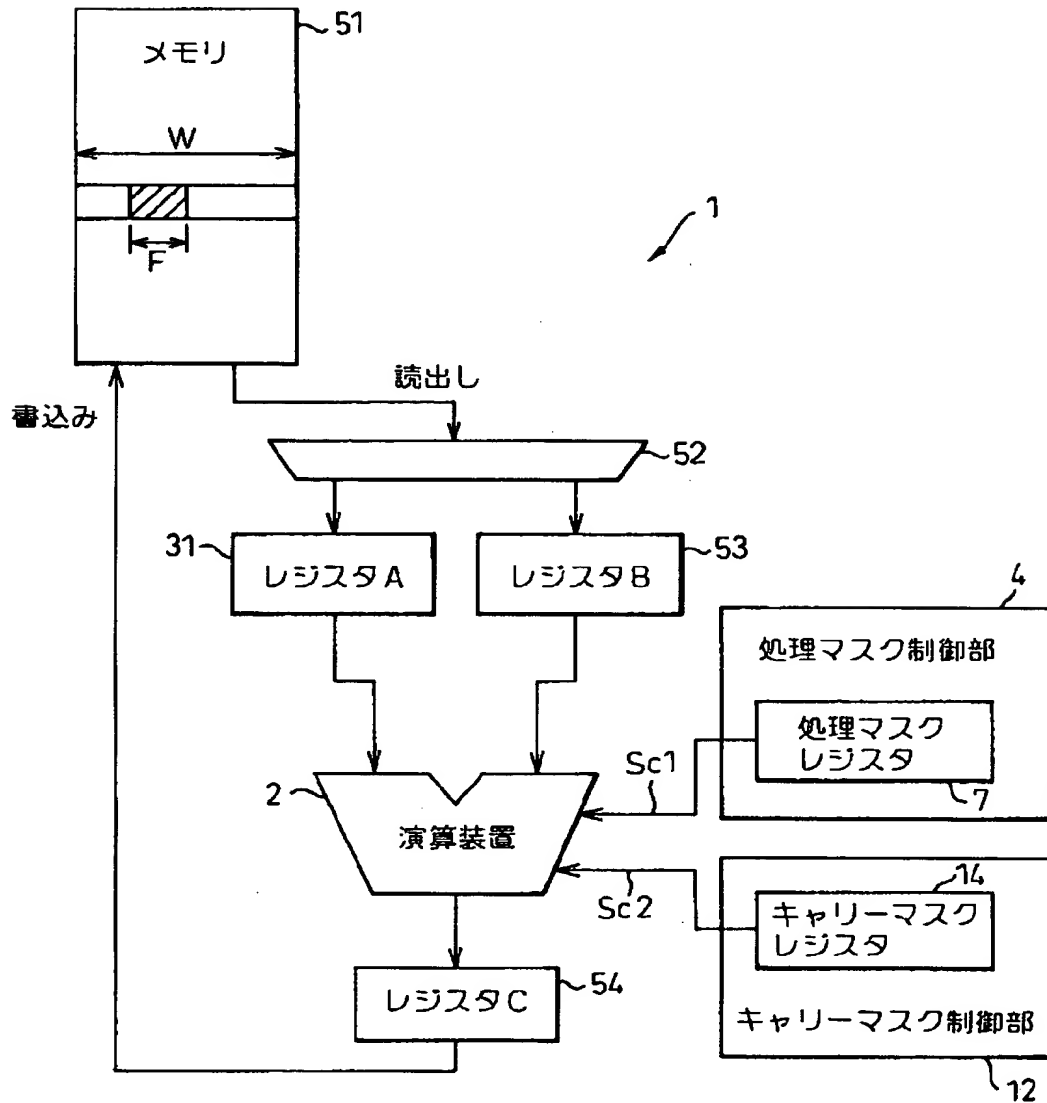 51
メモリ
W
F
1
読出し
書込み
52
31
レジスタA
53
レジスタB
4
処理マスク制御部
処理マスク
レジスタ
7
Sc1
2
演算装置
Sc2
14
キャリーマスク
レジスタ
キャリーマスク制御部
12
レジスタC
54